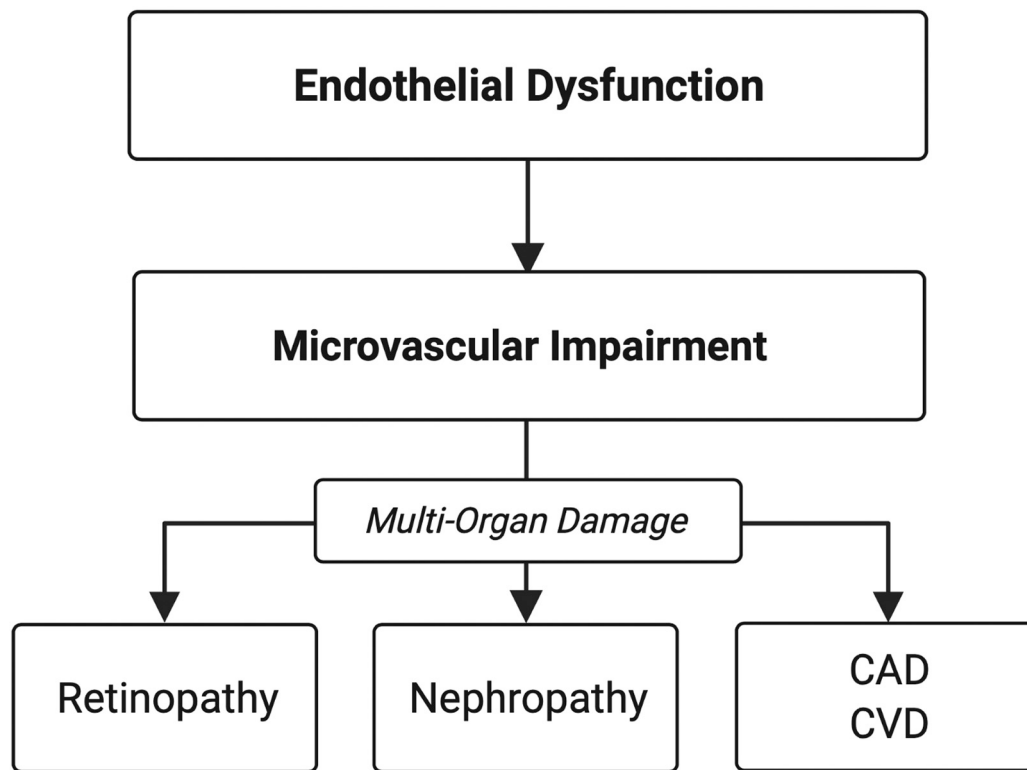 Endothelial Dysfunction
Microvascular Impairment
Multi-Organ Damage
Retinopathy
Nephropathy
CAD
CVD